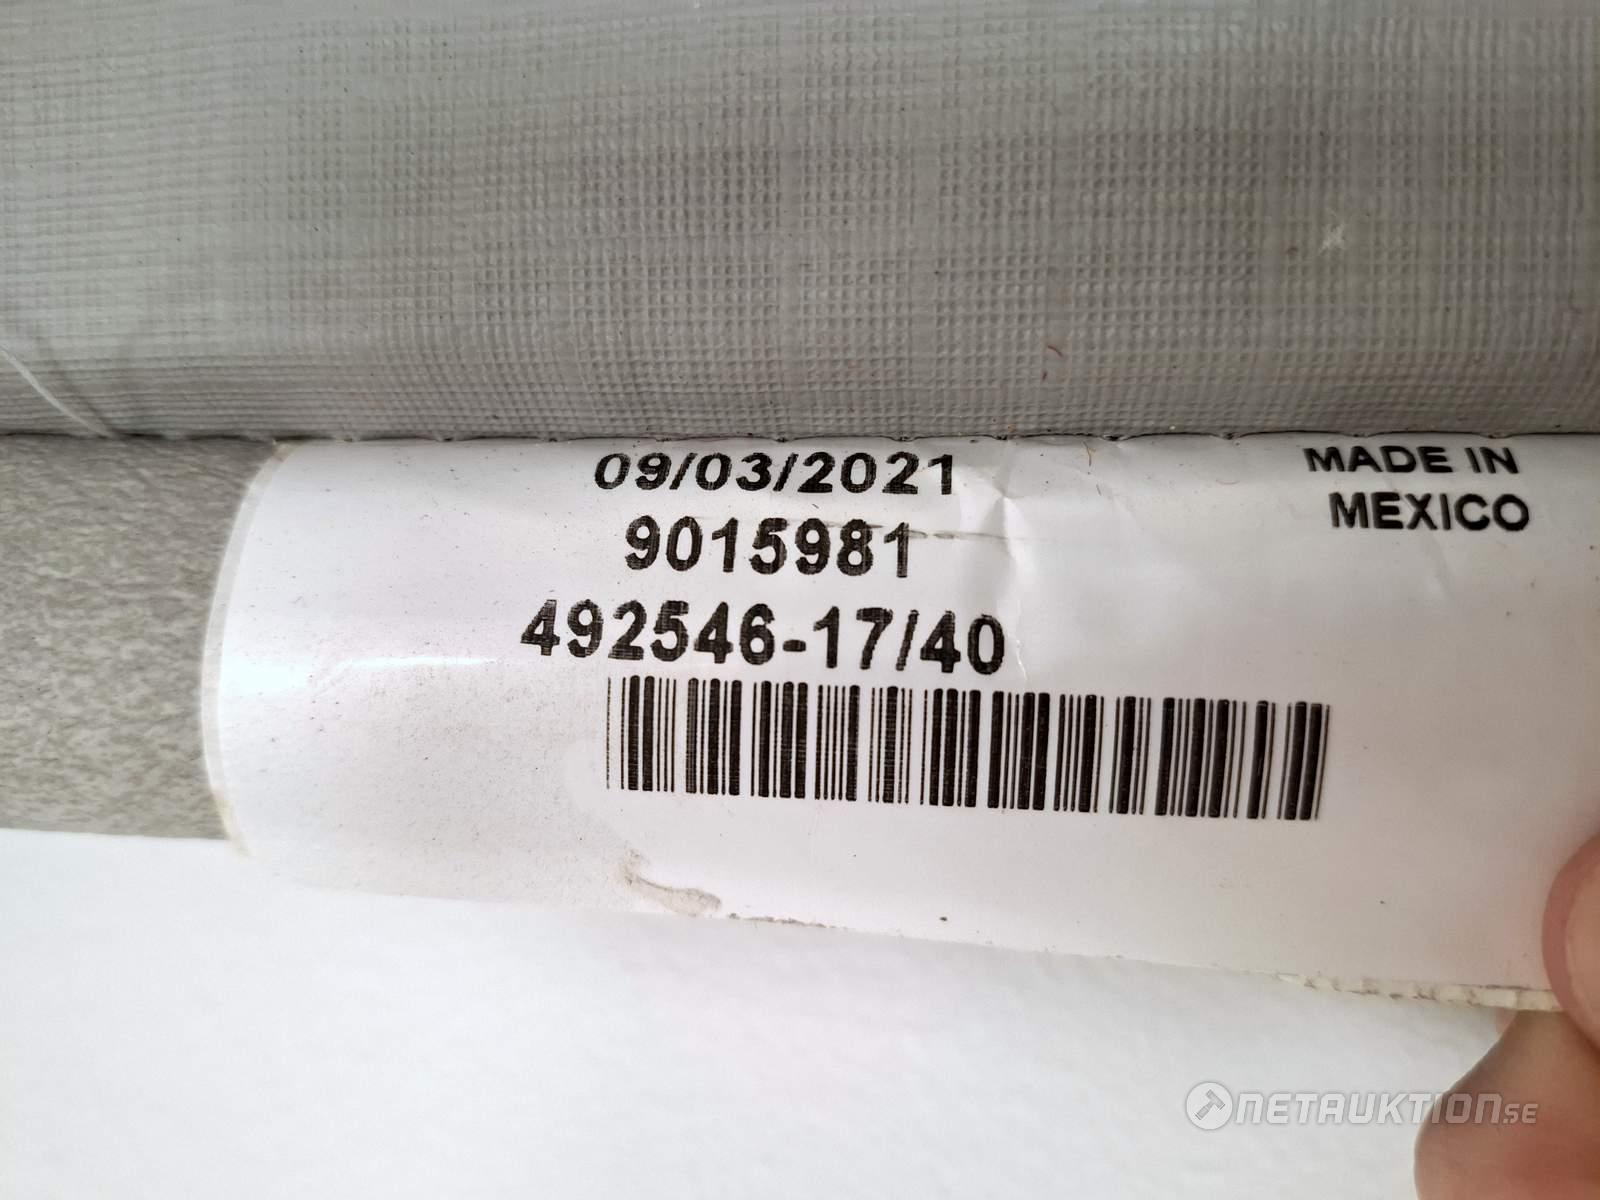 09/03/2021
9015981
492546-17/40
MADE IN
MEXICO
NETAUKTION.SE